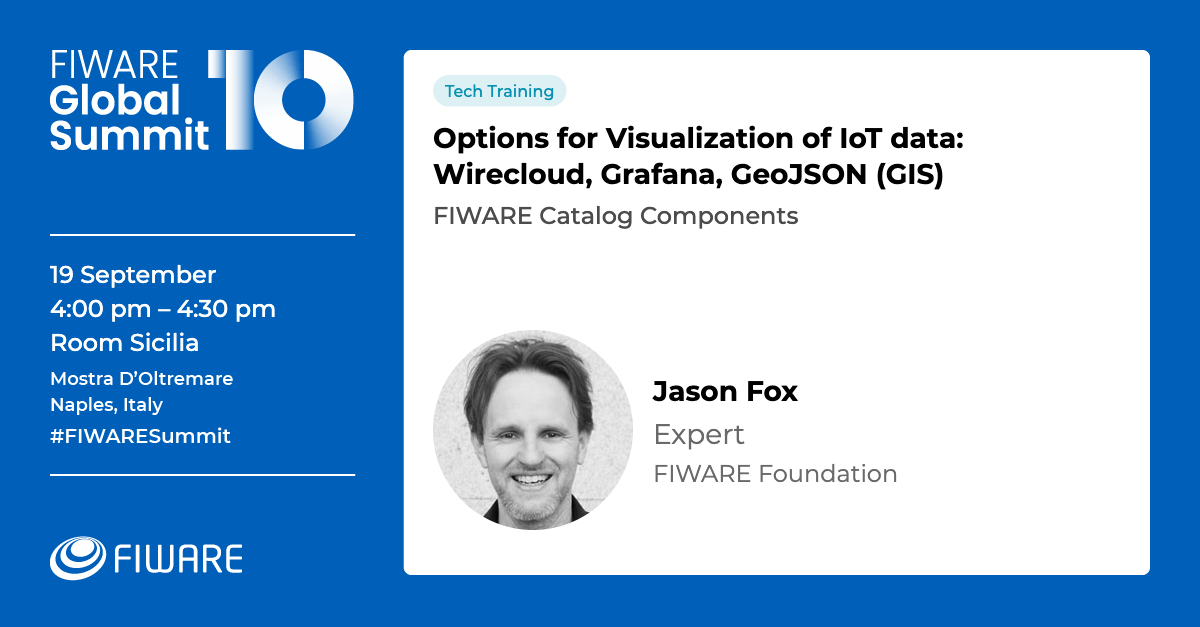 FIWARE
Global
Summit
10
19 September
4:00 pm – 4:30 pm
Room Sicilia
Mostra D’Oltremare
Naples, Italy
#FIWARESummit
FIWARE
Tech Training
Options for Visualization of IoT data:
Wirecloud, Grafana, GeoJSON (GIS)
FIWARE Catalog Components
Jason Fox
Expert
FIWARE Foundation